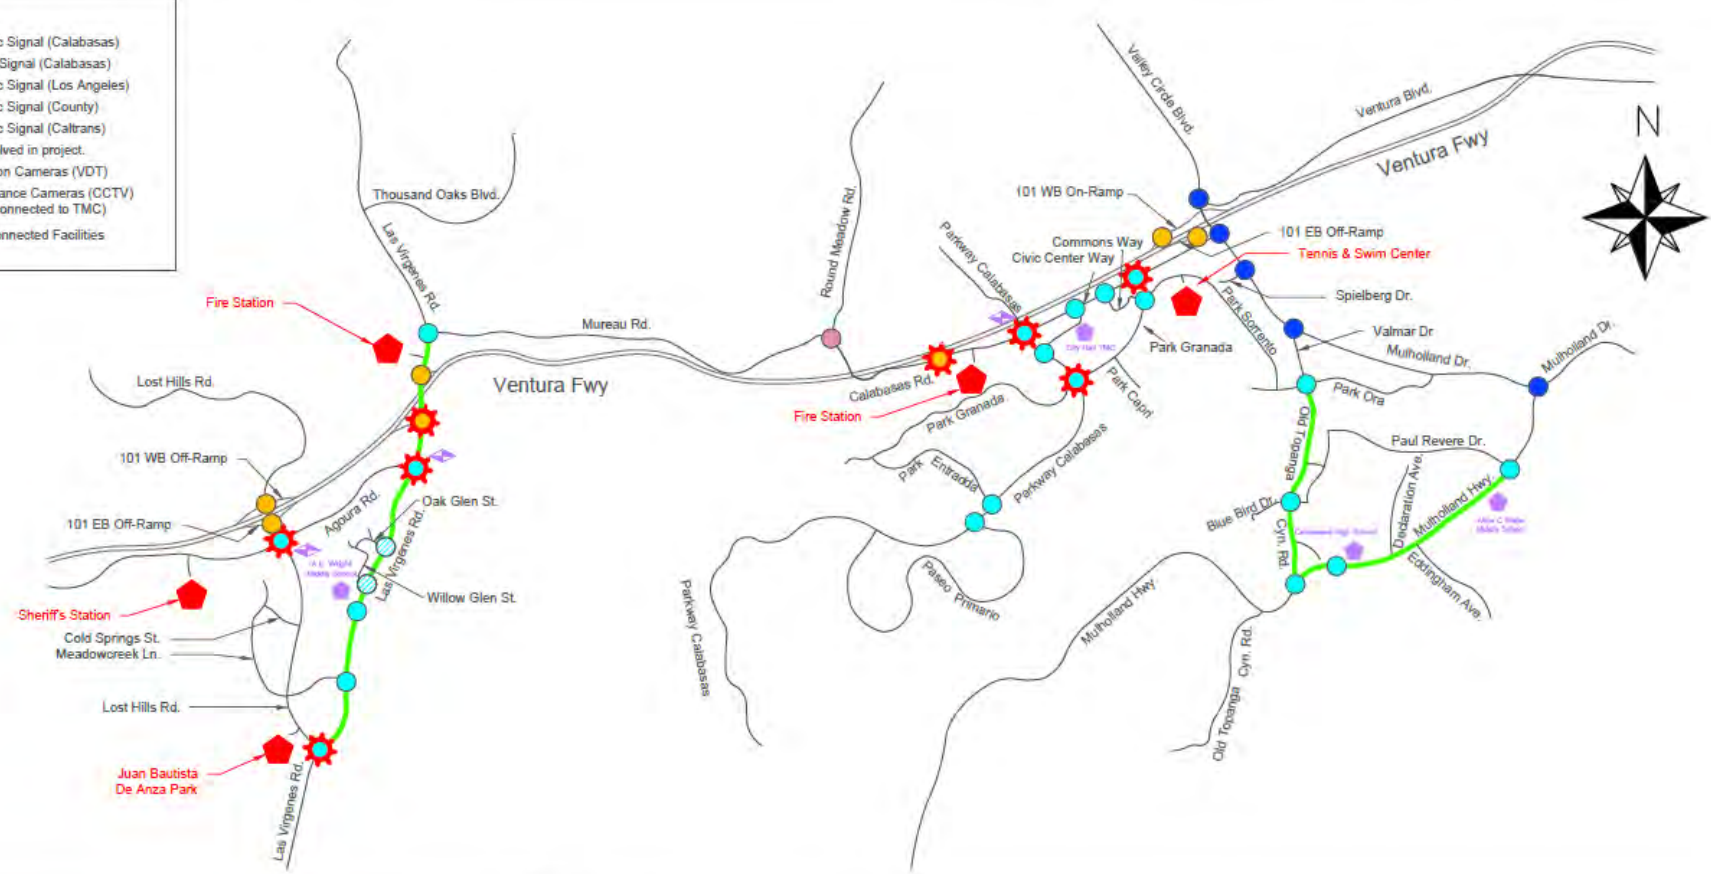 c Signal (Calabasas)
Signal (Calabasas)
c Signal (Los Angeles)
c Signal (County)
c Signal (Caltrans)
lved in project.
on Cameras (VDT)
ance Cameras (CCTV)
onnected to TMC)
nnected Facilities
Thousand Oaks Blvd.
Las Virgenes Rd.
Fire Station
Mureau Rd.
Round Meadow Rd.
Ventura Fwy
Lost Hills Rd.
101 WB Off-Ramp
101 EB Off-Ramp
Agoura Rd.
Oak Glen St.
Las Virgenes Rd.
Willow Glen St.
Sheriff's Station
Cold Springs St.
Meadowcreek Ln.
Lost Hills Rd.
Juan Bautista
De Anza Park
Las Virgenes Rd.
Valley Circle Blvd.
Ventura Blvd.
Ventura Fwy
N
101 WB On-Ramp
Parkway Calabasas
Commons Way
Civic Center Way
101 EB Off-Ramp
Tennis & Swim Center
Spielberg Dr.
Park Sorrento
Valmar Dr
Mulholland Dr.
Mulholland Dr.
City Hall TMC
Park Granada
Calabasas Rd.
Fire Station
Park Granada
Park Capri
Park Ora
Old Topanga
Cyn. Rd.
Paul Revere Dr.
Park Entradda
Parkway Calabasas
Blue Bird Dr.
Declaration Ave.
Mulholland Hwy.
Eddingham Ave.
Paseo Primario
Parkway Calabasas
Mulholland Hwy.
Old Topanga Cyn. Rd.